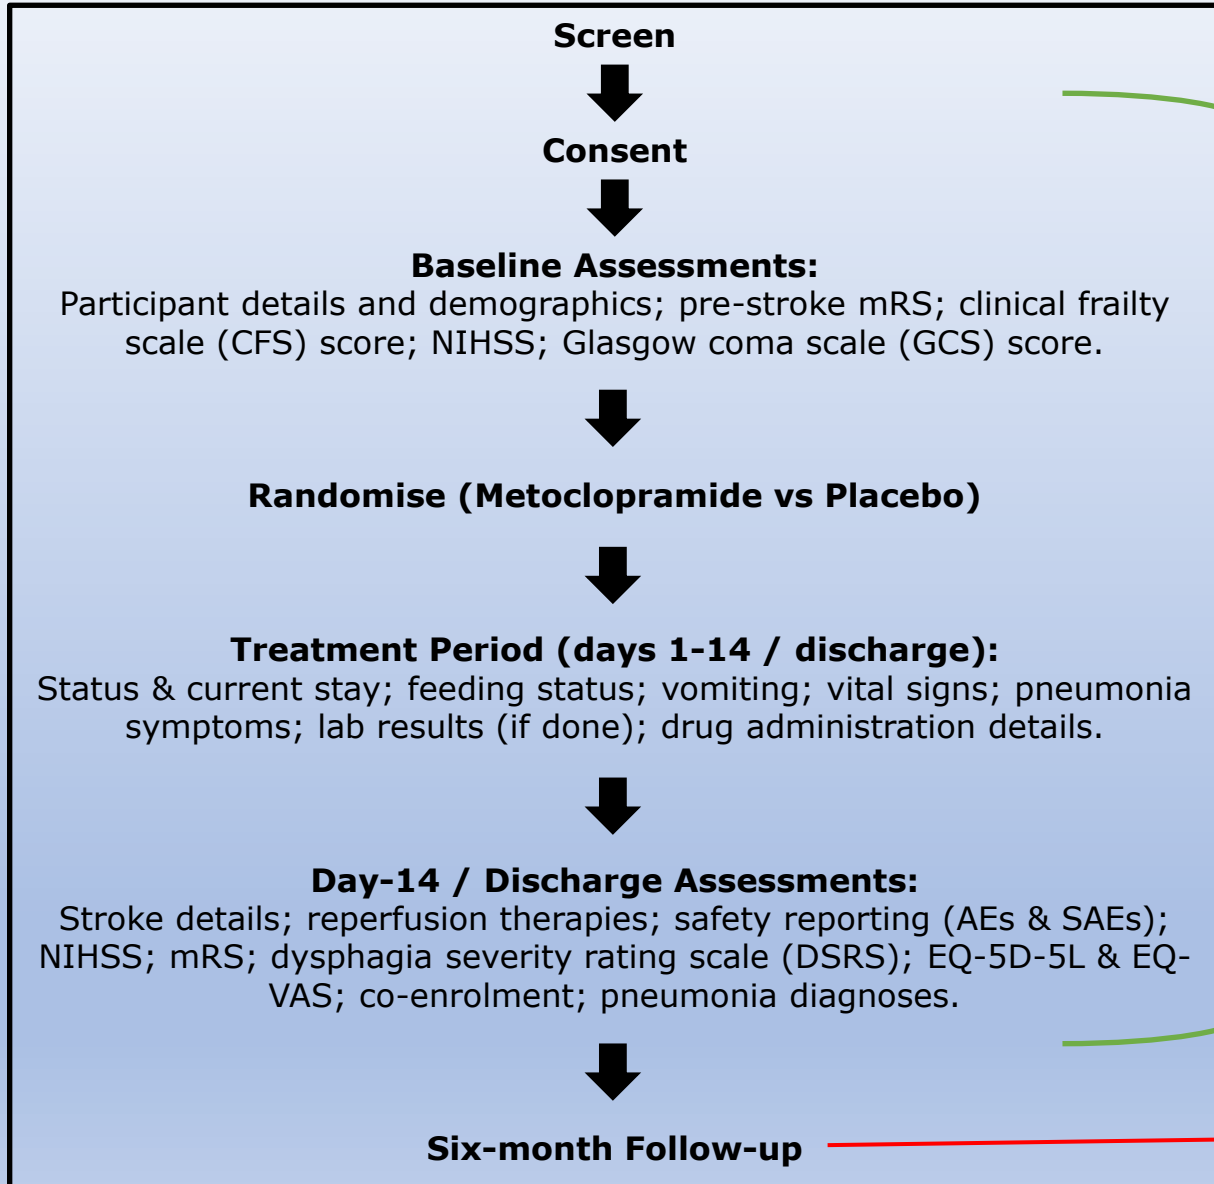 Screen
Consent
Baseline Assessments:
Participant details and demographics; pre-stroke mRS; clinical frailty
scale (CFS) score; NIHSS; Glasgow coma scale (GCS) score.
Randomise (Metoclopramide vs Placebo)
Treatment Period (days 1-14 / discharge):
Status & current stay; feeding status; vomiting; vital signs; pneumonia
symptoms; lab results (if done); drug administration details.
Day-14 / Discharge Assessments:
Stroke details; reperfusion therapies; safety reporting (AEs & SAEs);
NIHSS; mRS; dysphagia severity rating scale (DSRS); EQ-5D-5L & EQ-
VAS; co-enrolment; pneumonia diagnoses.
Six-month Follow-up